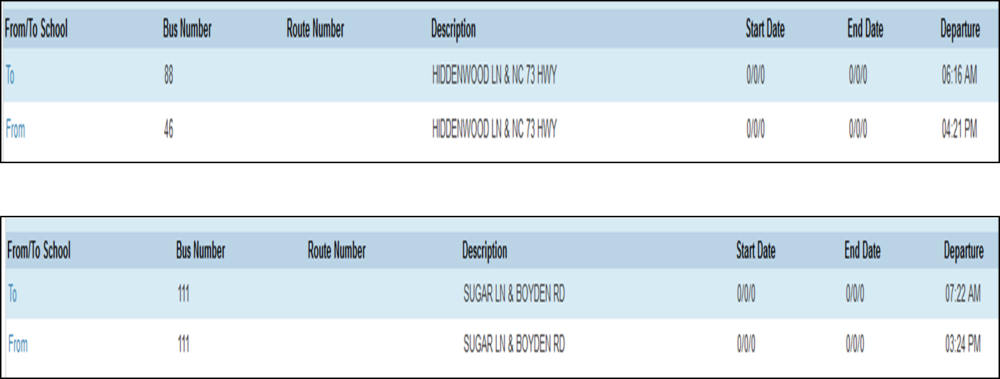 From/To School Bus Number Route Number Description Start Date End Date Departure
To 88 HIDDENWOOD LN & NC 73 HWY 0/0/0 0/0/0 06:16 AM
From 46 HIDDENWOOD LN & NC 73 HWY 0/0/0 0/0/0 04:21 PM
From/To School Bus Number Route Number Description Start Date End Date Departure
To 111 SUGAR LN & BOYDEN RD 0/0/0 0/0/0 07:22 AM
From 111 SUGAR LN & BOYDEN RD 0/0/0 0/0/0 03:24 PM